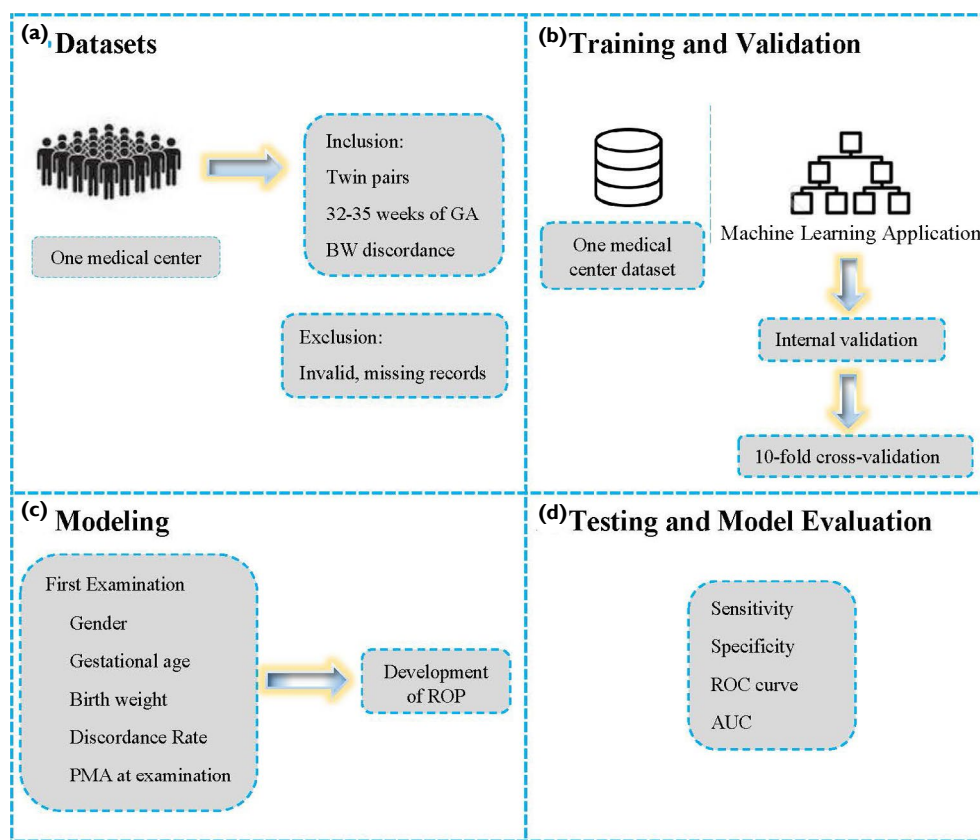 (a) Datasets
One medical center
Inclusion:
Twin pairs
32-35 weeks of GA
BW discordance
Exclusion:
Invalid, missing records
(b) Training and Validation
One medical
center dataset
Machine Learning Application
Internal validation
10-fold cross-validation
(c) Modeling
First Examination
Gender
Gestational age
Birth weight
Discordance Rate
PMA at examination
Development
of ROP
(d) Testing and Model Evaluation
Sensitivity
Specificity
ROC curve
AUC